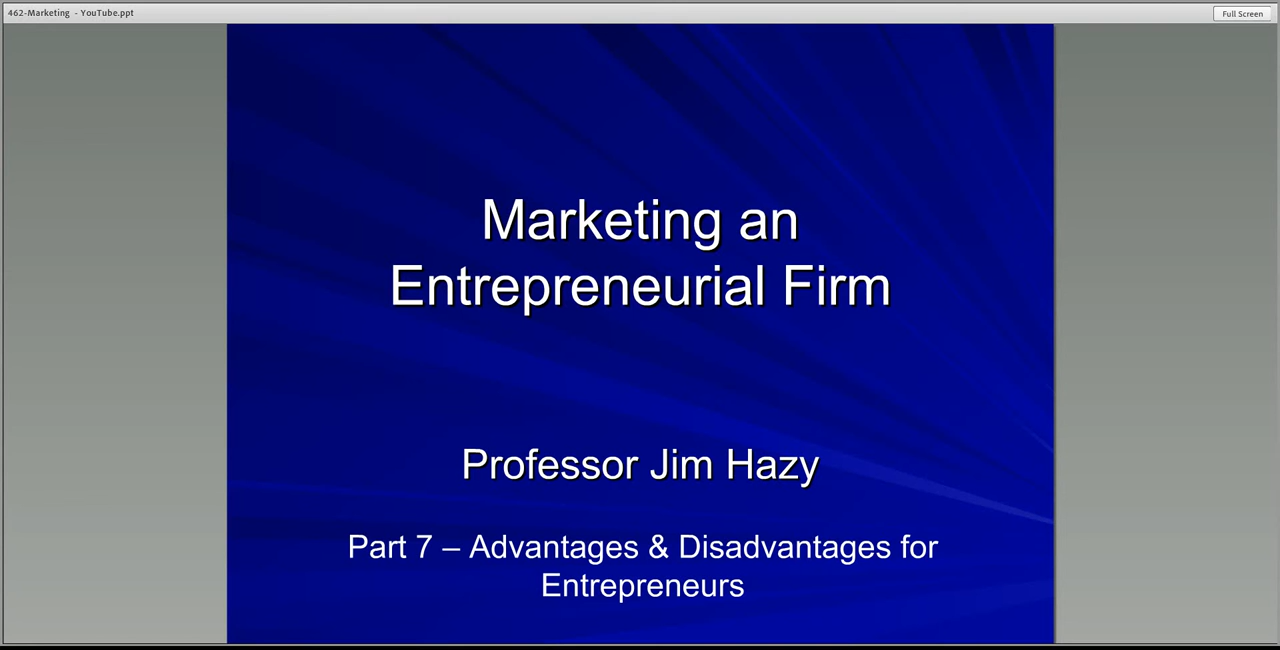 462-Marketing - YouTube.ppt
Full Screen
Marketing an
Entrepreneurial Firm
Professor Jim Hazy
Part 7 – Advantages & Disadvantages for
Entrepreneurs